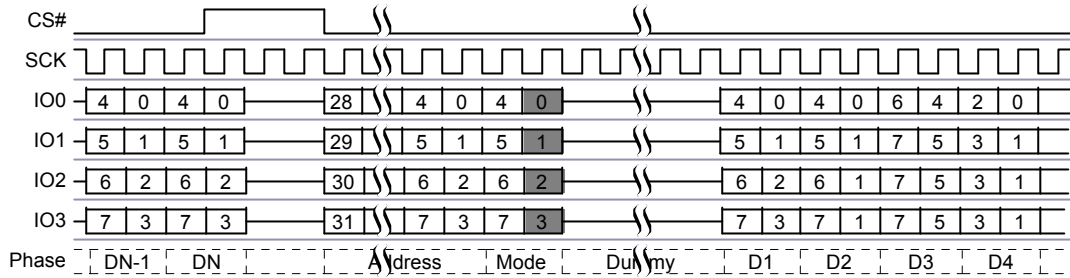 CS#
SCK
IO0 4 0 4 0 28 4 0 4 0 4 0 4 0 6 4 2 0
IO1 5 1 5 1 29 5 1 5 1 5 1 5 1 7 5 3 1
IO2 6 2 6 2 30 6 2 6 2 6 2 6 1 7 5 3 1
IO3 7 3 7 3 31 7 3 7 3 7 3 7 1 7 5 3 1
Phase DN-1 DN Address Mode Dummy D1 D2 D3 D4